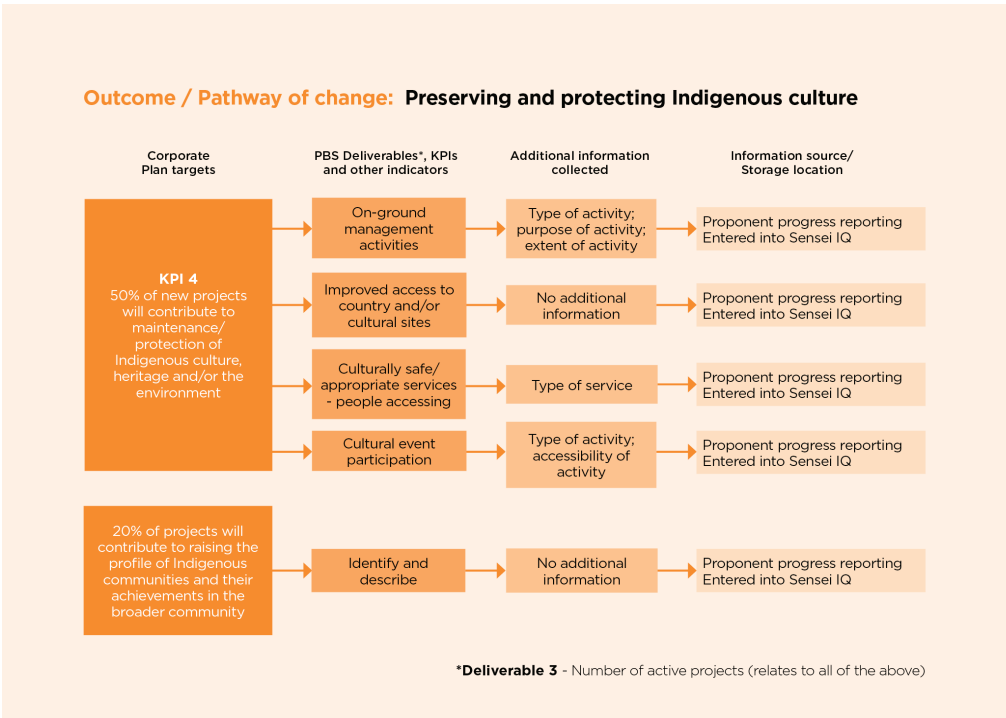 Outcome / Pathway of change: Preserving and protecting Indigenous culture
Corporate
Plan targets
PBS Deliverables*, KPIs
and other indicators
Additional information
collected
Information source/
Storage location
KPI 4
50% of new projects
will contribute to
maintenance/
protection of
Indigenous culture,
heritage and/or the
environment
On-ground
management
activities
Type of activity;
purpose of activity;
extent of activity
Proponent progress reporting
Entered into Sensei IQ
Improved access to
country and/or
cultural sites
No additional
information
Proponent progress reporting
Entered into Sensei IQ
Culturally safe/
appropriate services
- people accessing
Type of service
Proponent progress reporting
Entered into Sensei IQ
Cultural event
participation
Type of activity;
accessibility of
activity
Proponent progress reporting
Entered into Sensei IQ
20% of projects will
contribute to raising the
profile of Indigenous
communities and their
achievements in the
broader community
Identify and
describe
No additional
information
Proponent progress reporting
Entered into Sensei IQ
*Deliverable 3 - Number of active projects (relates to all of the above)